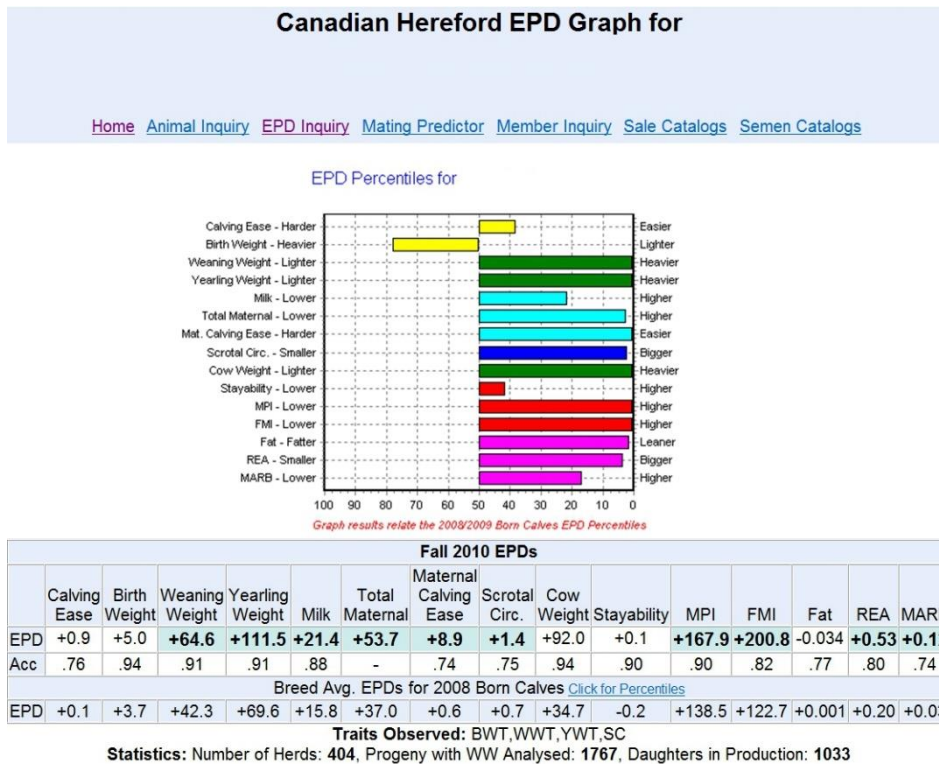 Canadian Hereford EPD Graph for
Home Animal Inquiry EPD Inquiry Mating Predictor Member Inquiry Sale Catalogs Semen Catalogs
EPD Percentiles for
Calving Ease - Harder Easier
Birth Weight - Heavier Lighter
Weaning Weight - Lighter Heavier
Yearling Weight - Lighter Heavier
Milk - Lower Higher
Total Maternal - Lower Higher
Mat. Calving Ease - Harder Easier
Scrotal Circ. - Smaller Bigger
Cow Weight - Lighter Heavier
Stayability - Lower Higher
MPI - Lower Higher
FMI - Lower Higher
Fat - Fatter Leaner
REA - Smaller Bigger
MARB - Lower Higher
100 90 80 70 60 50 40 30 20 10 0
Graph results relate the 2008/2009 Born Calves EPD Percentiles
Fall 2010 EPDs
Calving Ease Birth Weight Weaning Weight Yearling Weight Milk Total Maternal Maternal Calving Ease Scrotal Circ. Cow Weight Stayability MPI FMI Fat REA MAR
EPD +0.9 +5.0 +64.6 +111.5 +21.4 +53.7 +8.9 +1.4 +92.0 +0.1 +167.9 +200.8 -0.034 +0.53
Acc .76 .94 .91 .91 .88 - .74 .75 .94 .90 .90 .82 .77 .80 .74
Breed Avg. EPDs for 2008 Born Calves Click for Percentiles
EPD +0.1 +3.7 +42.3 +69.6 +15.8 +37.0 +0.6 +0.7 +34.7 -0.2 +138.5 +122.7 +0.001 +0.20
Traits Observed: BWT,WWT,YWT,SC
Statistics: Number of Herds: 404, Progeny with WW Analysed: 1767, Daughters in Production: 1033